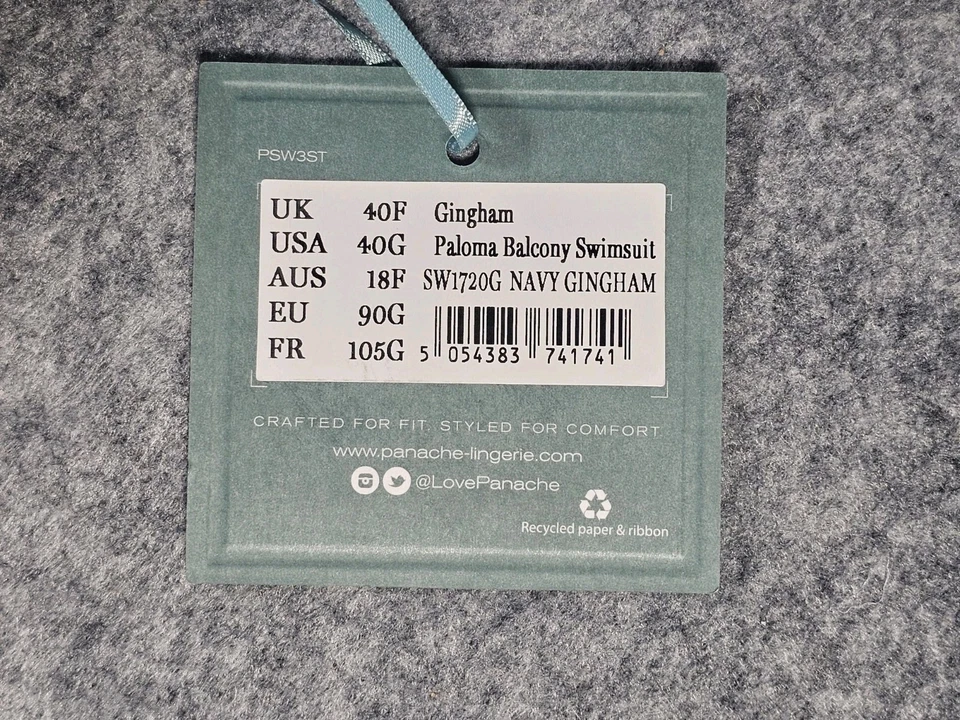 PSW3ST
UK 40F Gingham
USA 40G Paloma Balcony Swimsuit
AUS 18F SW1720G NAVY GINGHAM
EU 90G
FR 105G 5 054383 741741
CRAFTED FOR FIT. STYLED FOR COMFORT.
www.panache-lingerie.com
@LovePanache
Recycled paper & ribbon